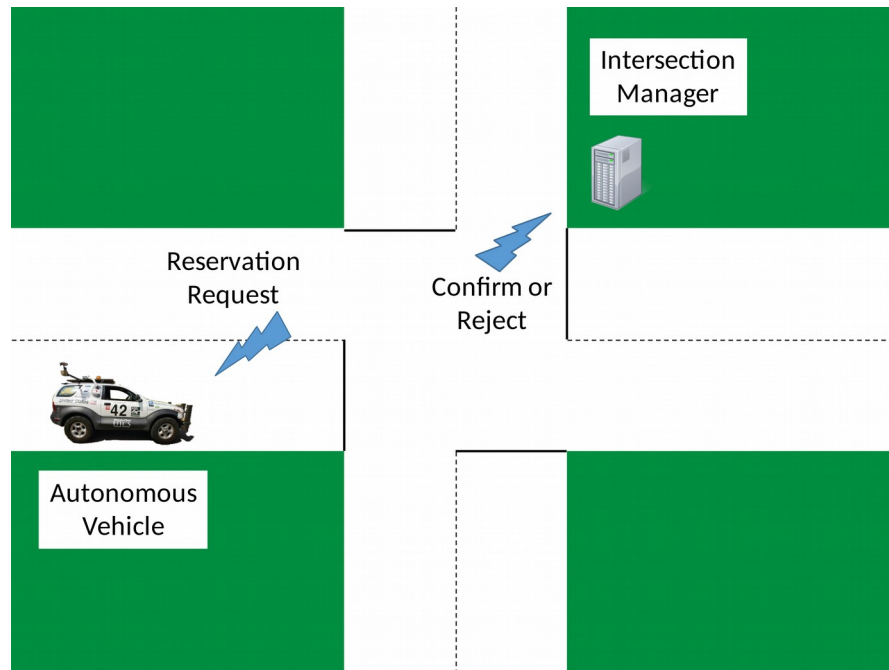 Intersection
Manager
Reservation
Request
Confirm or
Reject
42
Autonomous
Vehicle